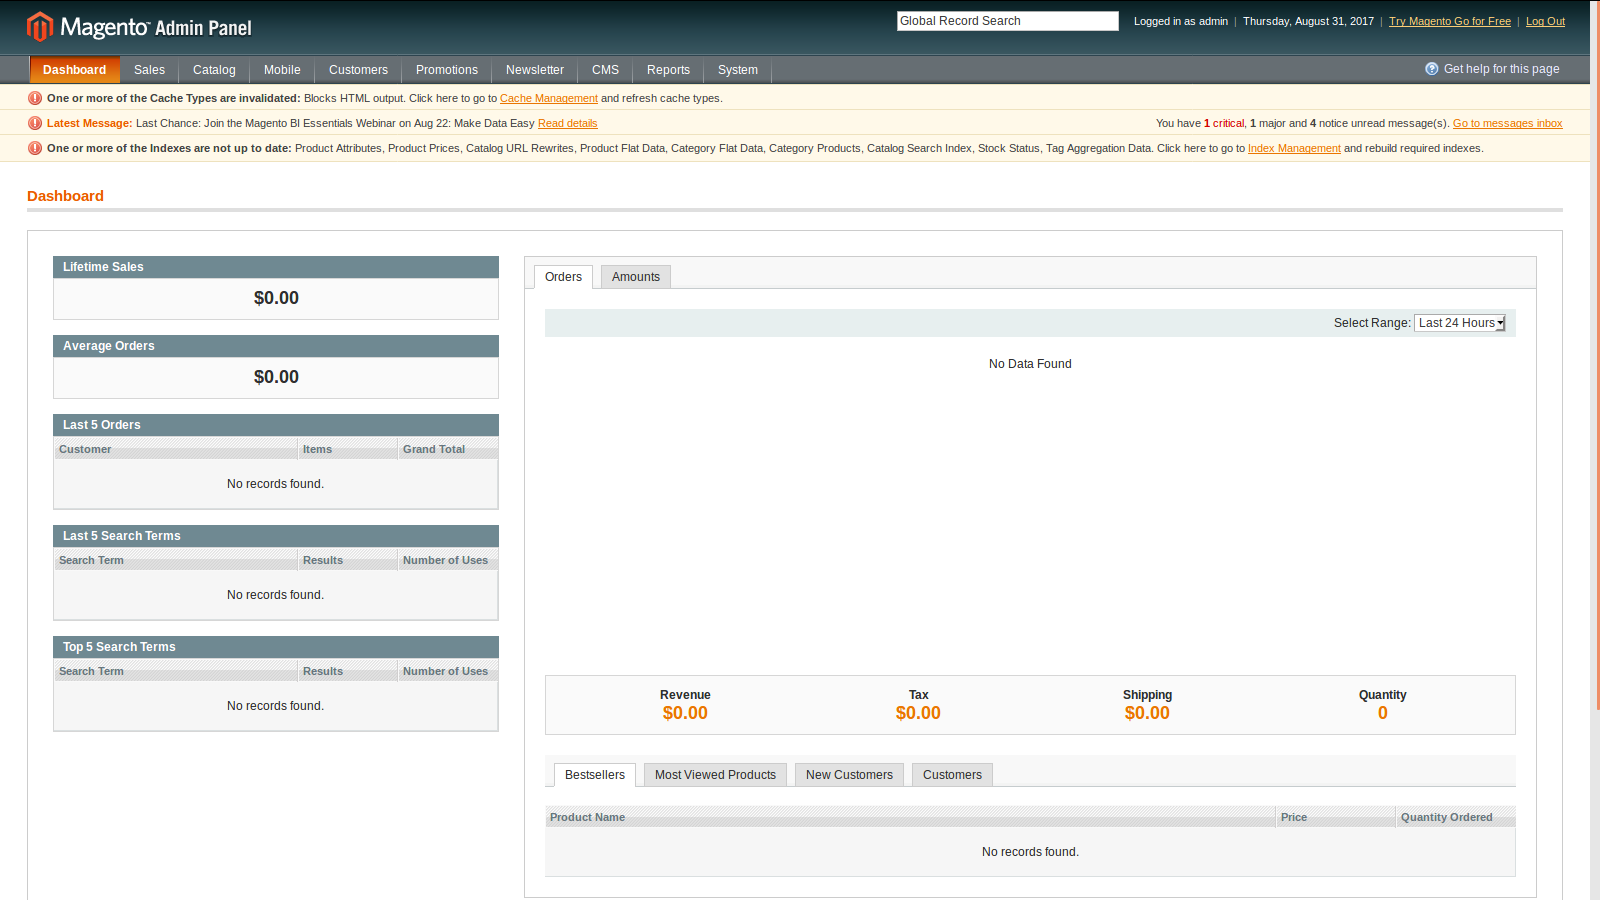 Magento™ Admin Panel
Global Record Search
Logged in as admin | Thursday, August 31, 2017 | Try Magento Go for Free | Log Out
Dashboard Sales Catalog Mobile Customers Promotions Newsletter CMS Reports System
Get help for this page
One or more of the Cache Types are invalidated: Blocks HTML output. Click here to go to Cache Management and refresh cache types.
Latest Message: Last Chance: Join the Magento BI Essentials Webinar on Aug 22: Make Data Easy Read details
You have 1 critical, 1 major and 4 notice unread message(s). Go to messages inbox
One or more of the Indexes are not up to date: Product Attributes, Product Prices, Catalog URL Rewrites, Product Flat Data, Category Flat Data, Category Products, Catalog Search Index, Stock Status, Tag Aggregation Data. Click here to go to Index Management and rebuild required indexes.
Dashboard
Lifetime Sales
$0.00
Average Orders
$0.00
Last 5 Orders
Customer Items Grand Total
No records found.
Last 5 Search Terms
Search Term Results Number of Uses
No records found.
Top 5 Search Terms
Search Term Results Number of Uses
No records found.
Orders Amounts
Select Range: Last 24 Hours
No Data Found
Revenue Tax Shipping Quantity
$0.00 $0.00 $0.00 0
Bestsellers Most Viewed Products New Customers Customers
Product Name Price Quantity Ordered
No records found.